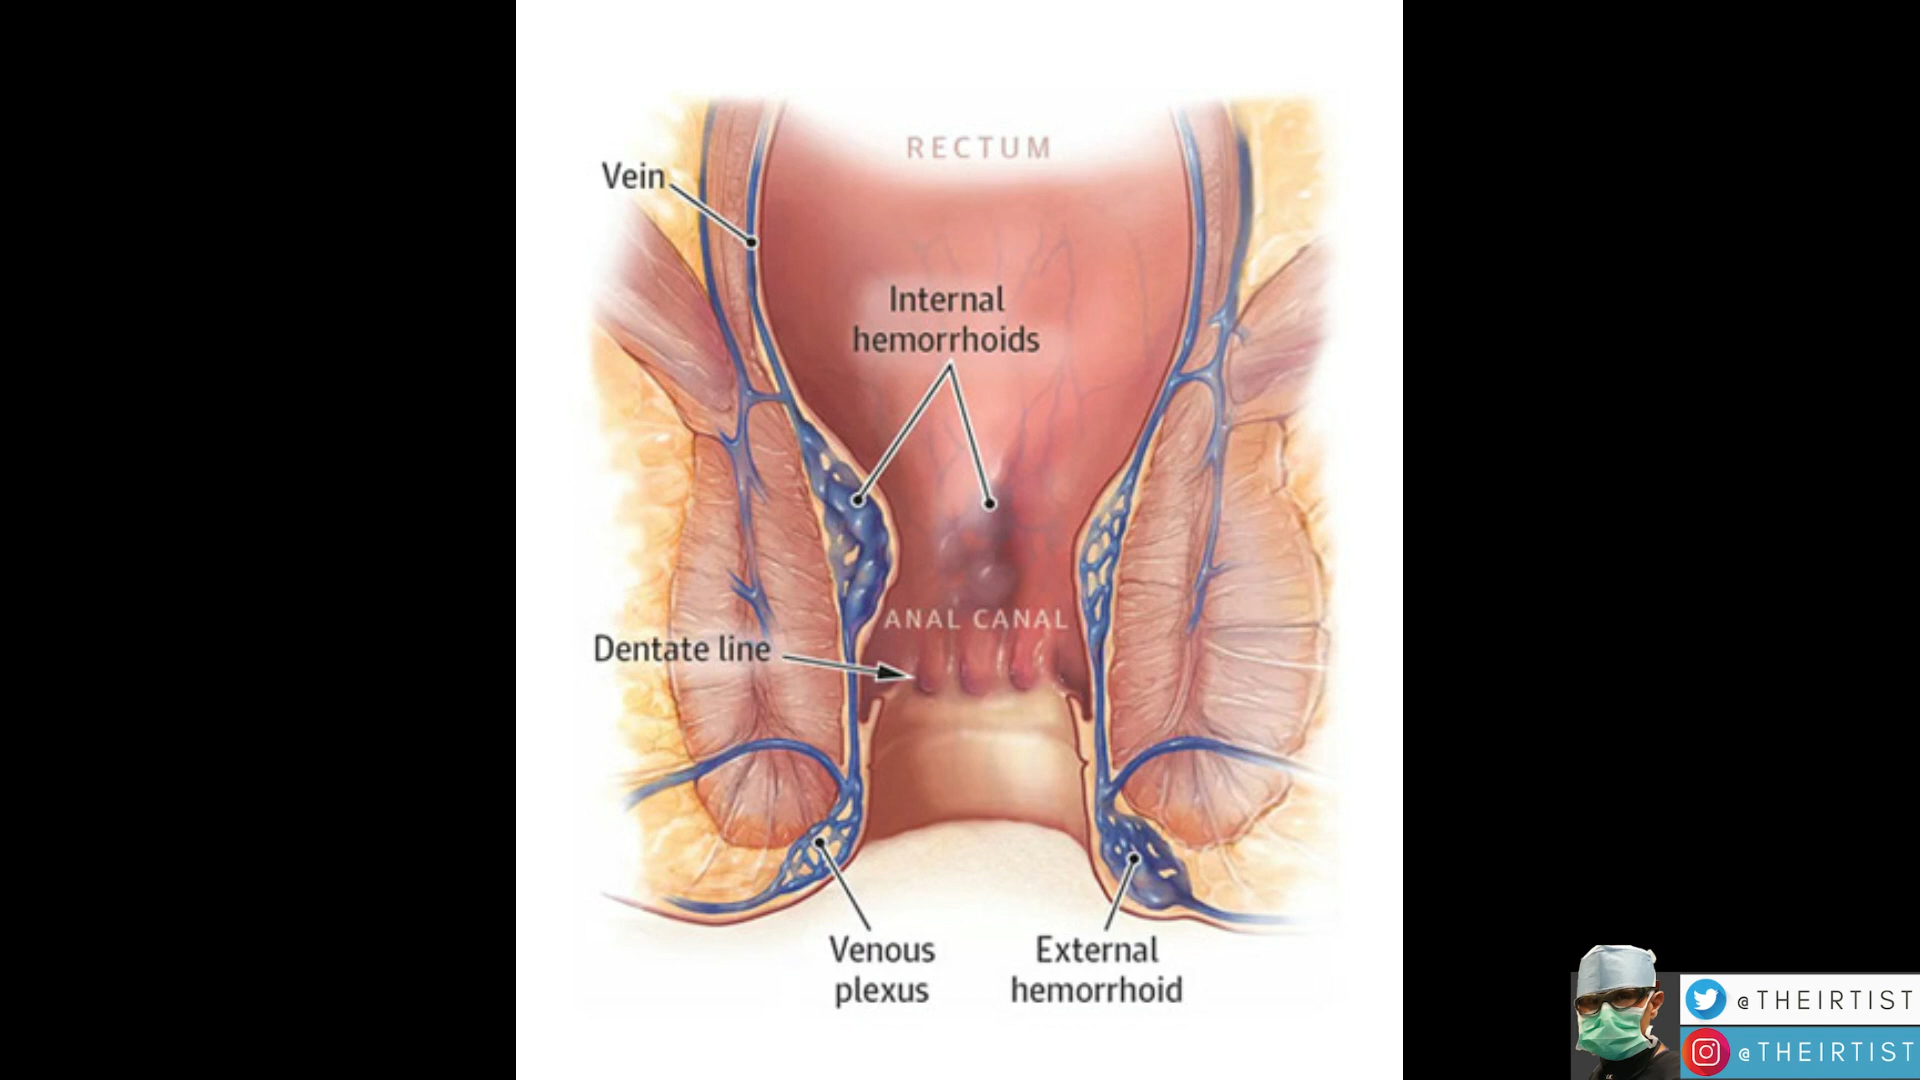 RECTUM
Vein
Internal
hemorrhoids
ANAL CANAL
Dentate line
Venous
plexus
External
hemorrhoid
@THEIRTIST
@THEIRTIST